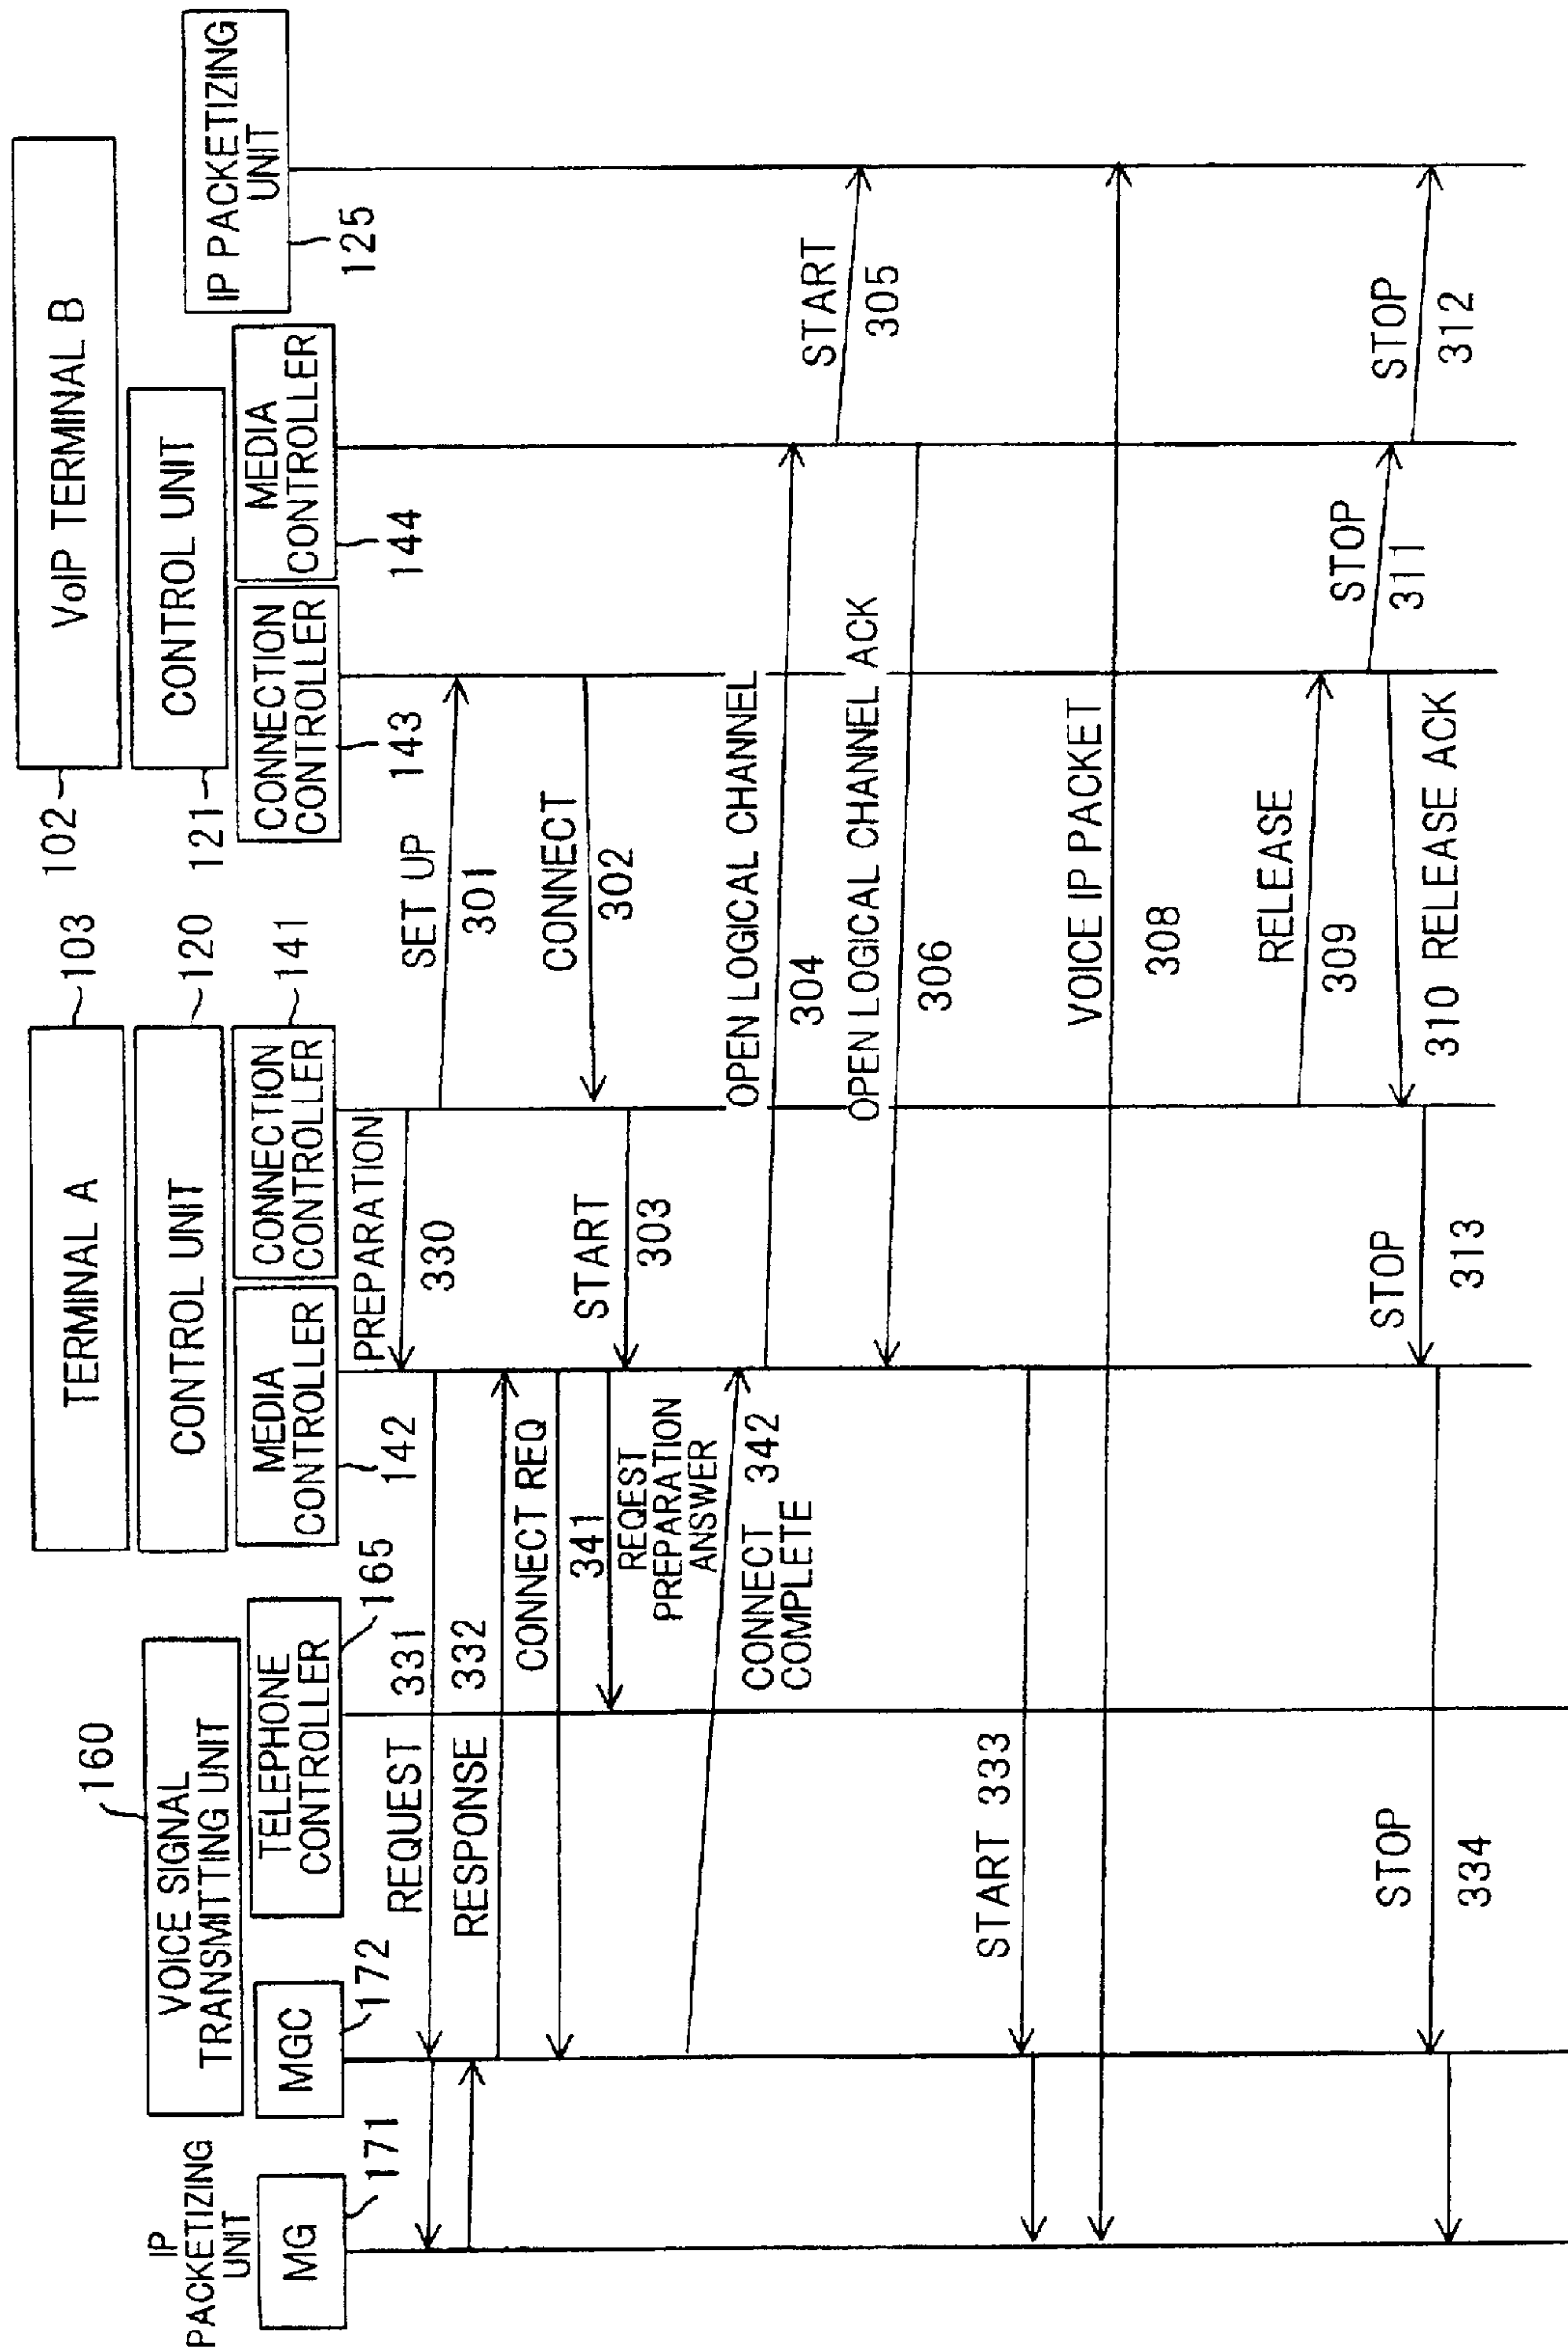 IP
PACKETIZING
UNIT
MG
171
MGC
172
VOICE SIGNAL
TRANSMITTING UNIT
160
TELEPHONE
CONTROLLER
165
TERMINAL A
103
CONTROL UNIT
120
MEDIA
CONTROLLER
142
CONNECTION
CONTROLLER
141
VoIP TERMINAL B
102
CONTROL UNIT
121
CONNECTION
CONTROLLER
143
MEDIA
CONTROLLER
144
IP PACKETIZING
UNIT
125
PREPARATION
330
REQUEST 331
SET UP
301
RESPONSE 332
CONNECT REQ
CONNECT
302
341
REQEST
PREPARATION
ANSWER
START
303
CONNECT 342
COMPLETE
OPEN LOGICAL CHANNEL
304
START
305
OPEN LOGICAL CHANNEL ACK
306
START 333
VOICE IP PACKET
308
RELEASE
309
STOP
311
310 RELEASE ACK
STOP
312
STOP
313
STOP
334